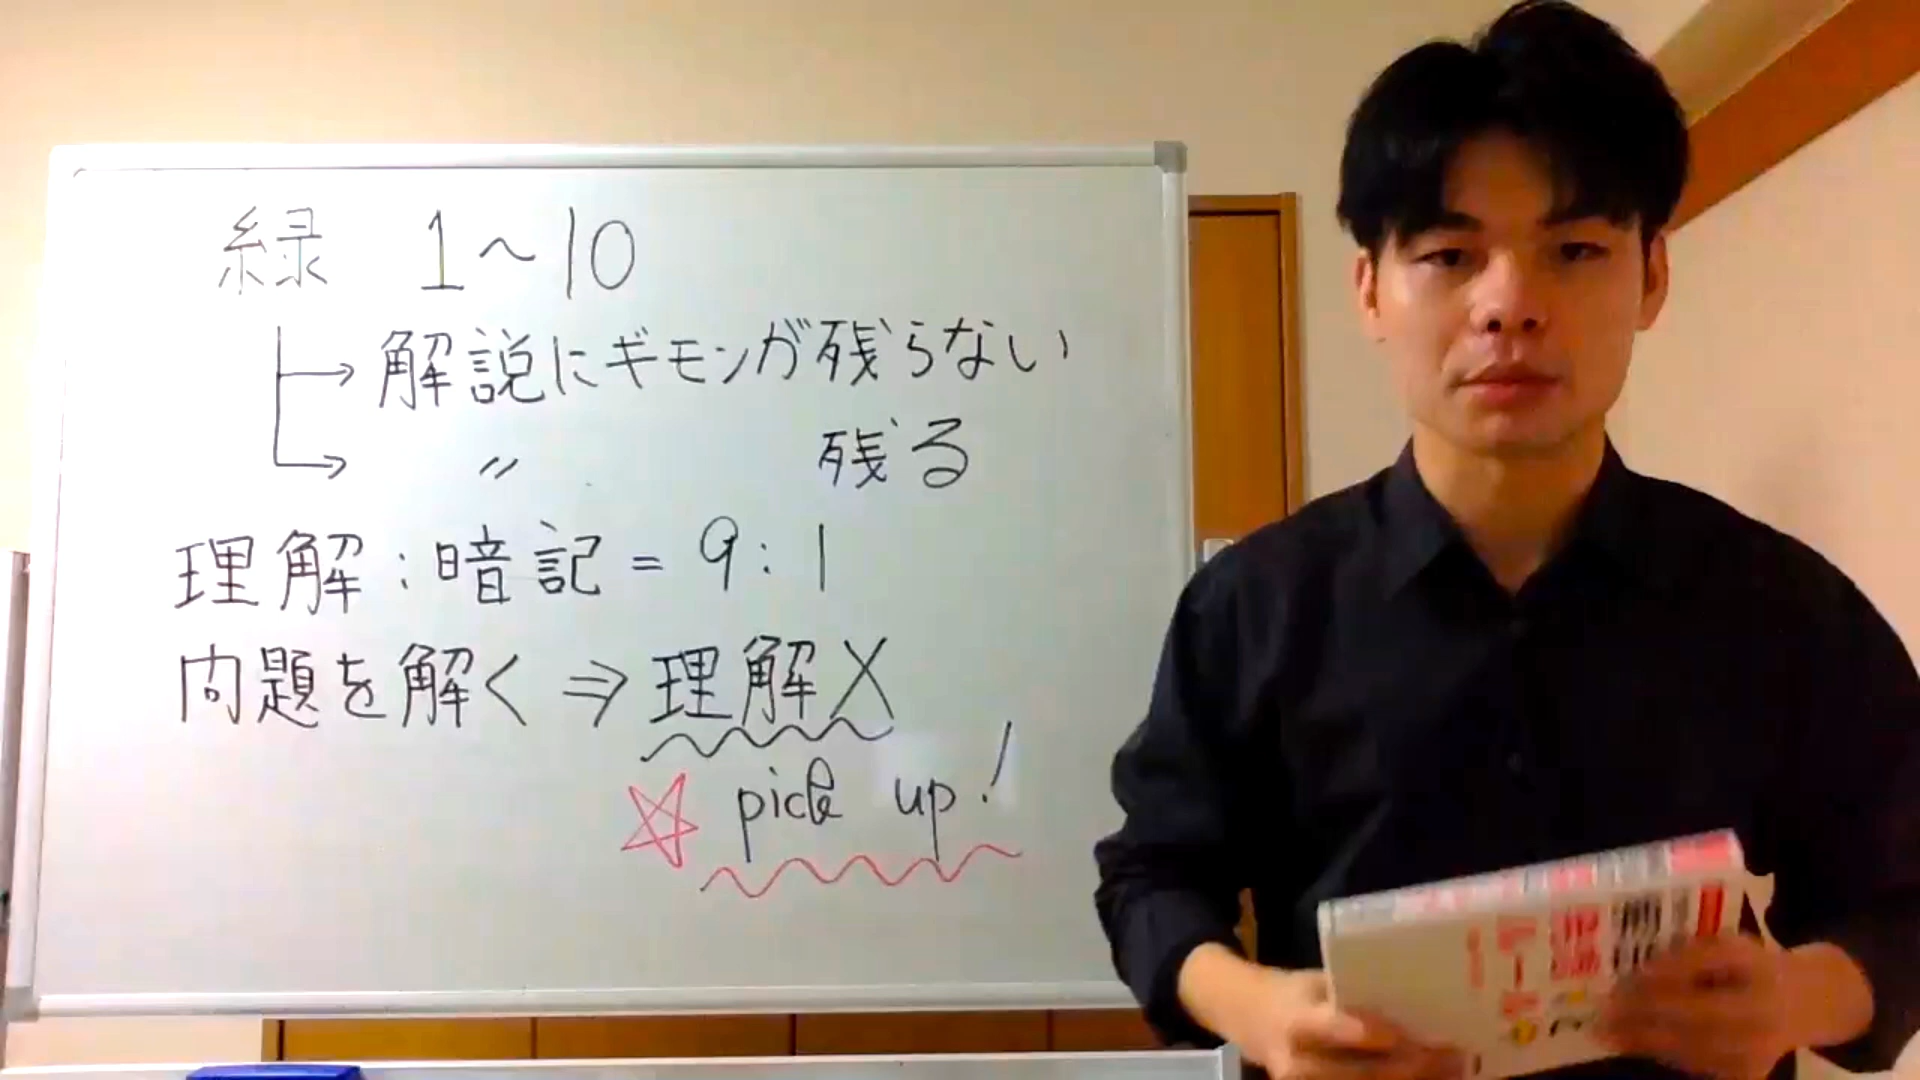 緑 1~10
解説にギモンが残らない
〃 残る
理解:暗記=9:1
問題を解く⇒理解X
pick up!